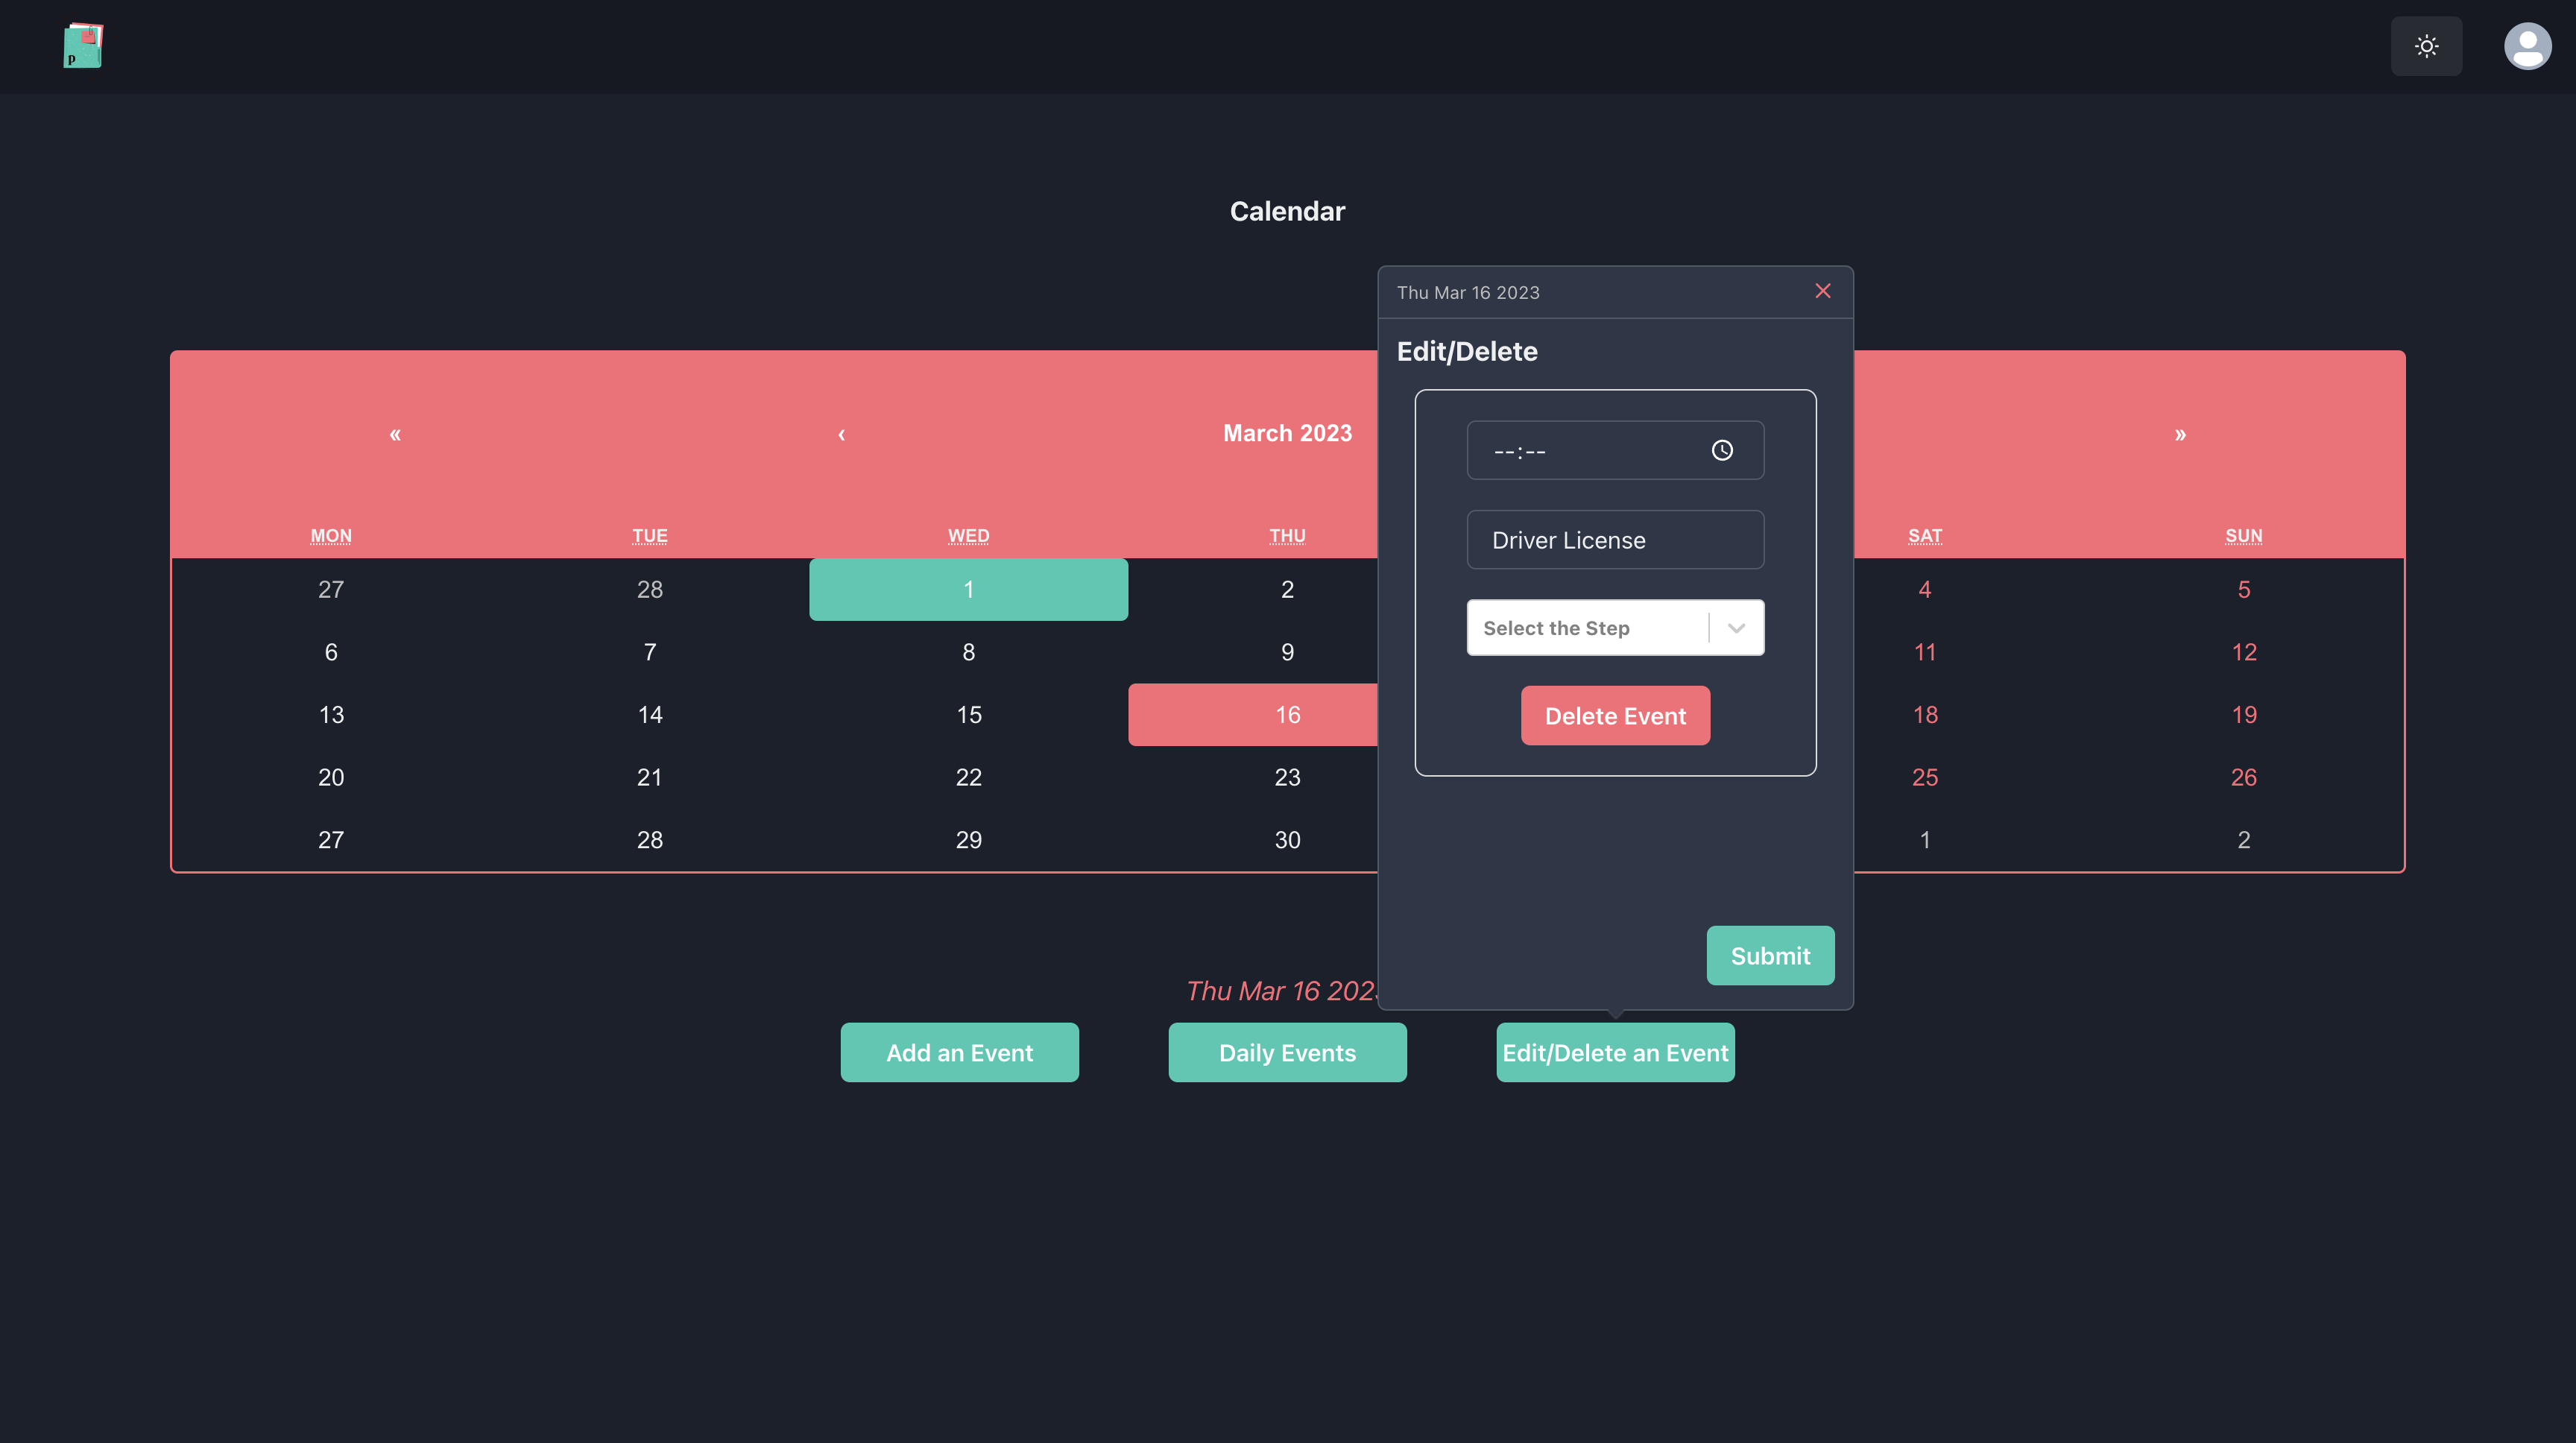 p
Calendar
Thu Mar 16 2023
Edit/Delete
--:--
Driver License
Select the Step
Delete Event
Submit
« ‹ March 2023 »
MON TUE WED THU SAT SUN
27 28 1 2 4 5
6 7 8 9 11 12
13 14 15 16 18 19
20 21 22 23 25 26
27 28 29 30 1 2
Thu Mar 16 202
Add an Event Daily Events Edit/Delete an Event